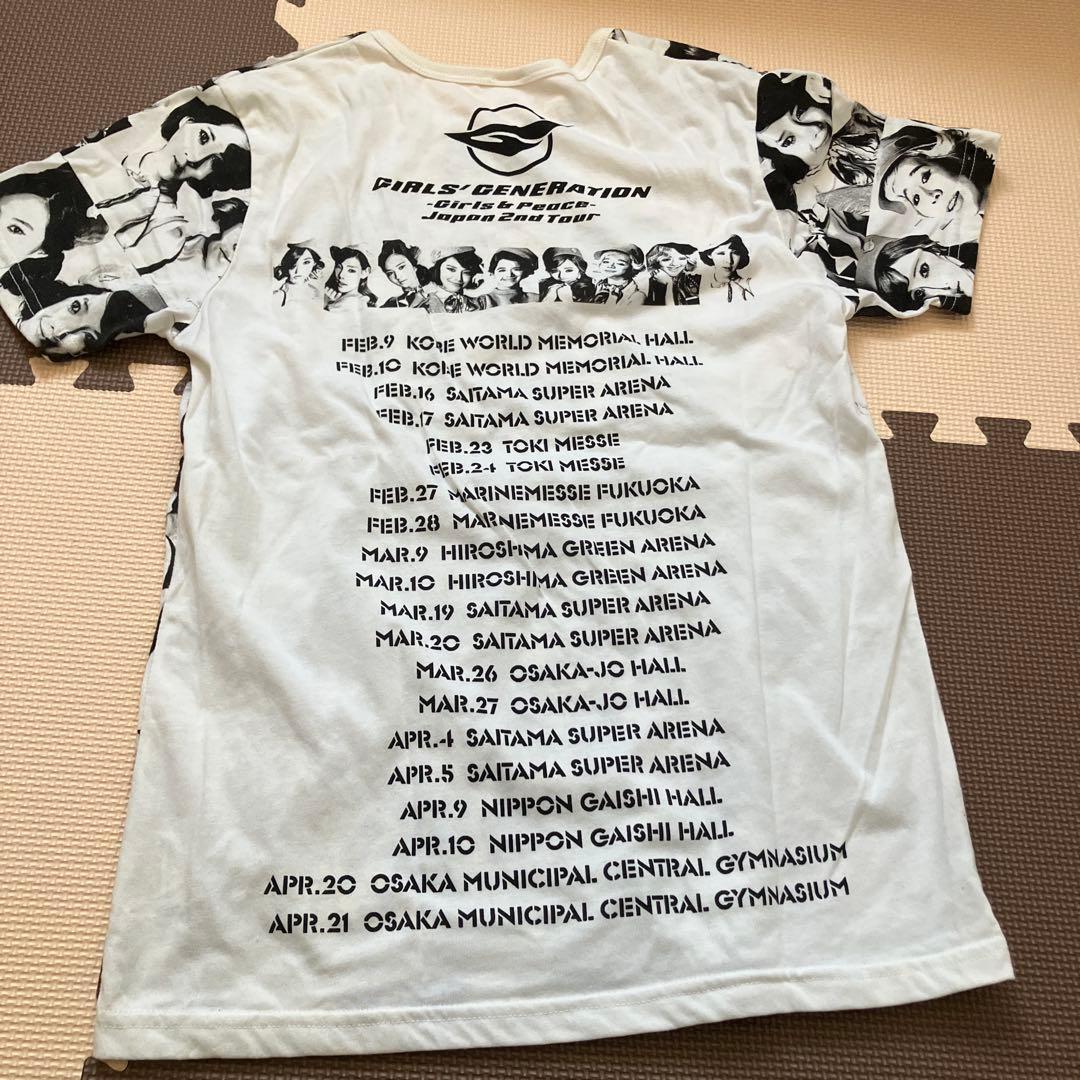 GIRLS' GENERATION
-Girls & Peace-
Japan 2nd Tour
FEB.9 KOBE WORLD MEMORIAL HALL
FEB.10 KOBE WORLD MEMORIAL HALL
FEB.16 SAITAMA SUPER ARENA
FEB.17 SAITAMA SUPER ARENA
FEB.23 TOKI MESSE
FEB.24 TOKI MESSE
FEB.27 MARINEMESSE FUKUOKA
FEB.28 MARINEMESSE FUKUOKA
MAR.9 HIROSHIMA GREEN ARENA
MAR.10 HIROSHIMA GREEN ARENA
MAR.19 SAITAMA SUPER ARENA
MAR.20 SAITAMA SUPER ARENA
MAR.26 OSAKA-JO HALL
MAR.27 OSAKA-JO HALL
APR.4 SAITAMA SUPER ARENA
APR.5 SAITAMA SUPER ARENA
APR.9 NIPPON GAISHI HALL
APR.10 NIPPON GAISHI HALL
APR.20 OSAKA MUNICIPAL CENTRAL GYMNASIUM
APR.21 OSAKA MUNICIPAL CENTRAL GYMNASIUM